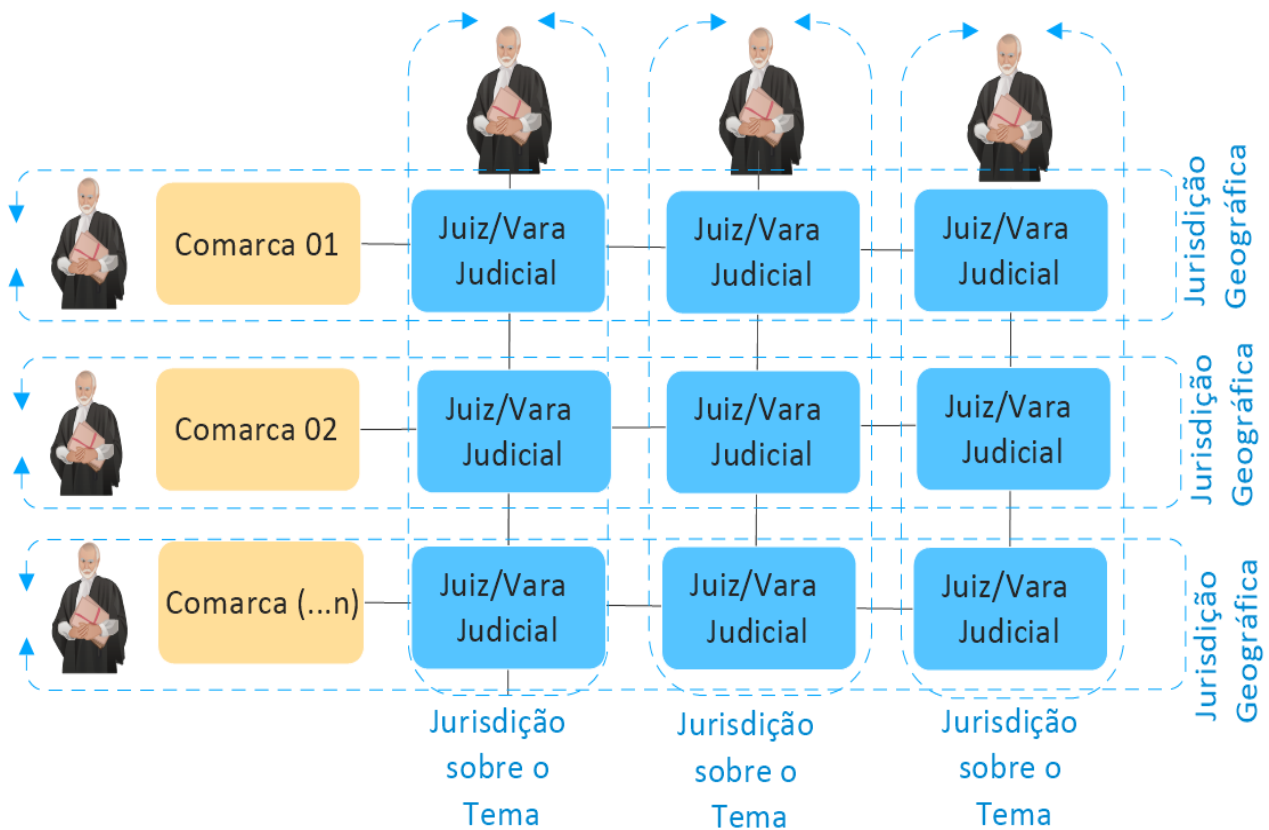 Comarca 01
Juiz/Vara
Judicial
Juiz/Vara
Judicial
Juiz/Vara
Judicial
Jurisdição
Geográfica
Comarca 02
Juiz/Vara
Judicial
Juiz/Vara
Judicial
Juiz/Vara
Judicial
Jurisdição
Geográfica
Comarca (...n)
Juiz/Vara
Judicial
Juiz/Vara
Judicial
Juiz/Vara
Judicial
Jurisdição
Geográfica
Jurisdição
sobre o
Tema
Jurisdição
sobre o
Tema
Jurisdição
sobre o
Tema